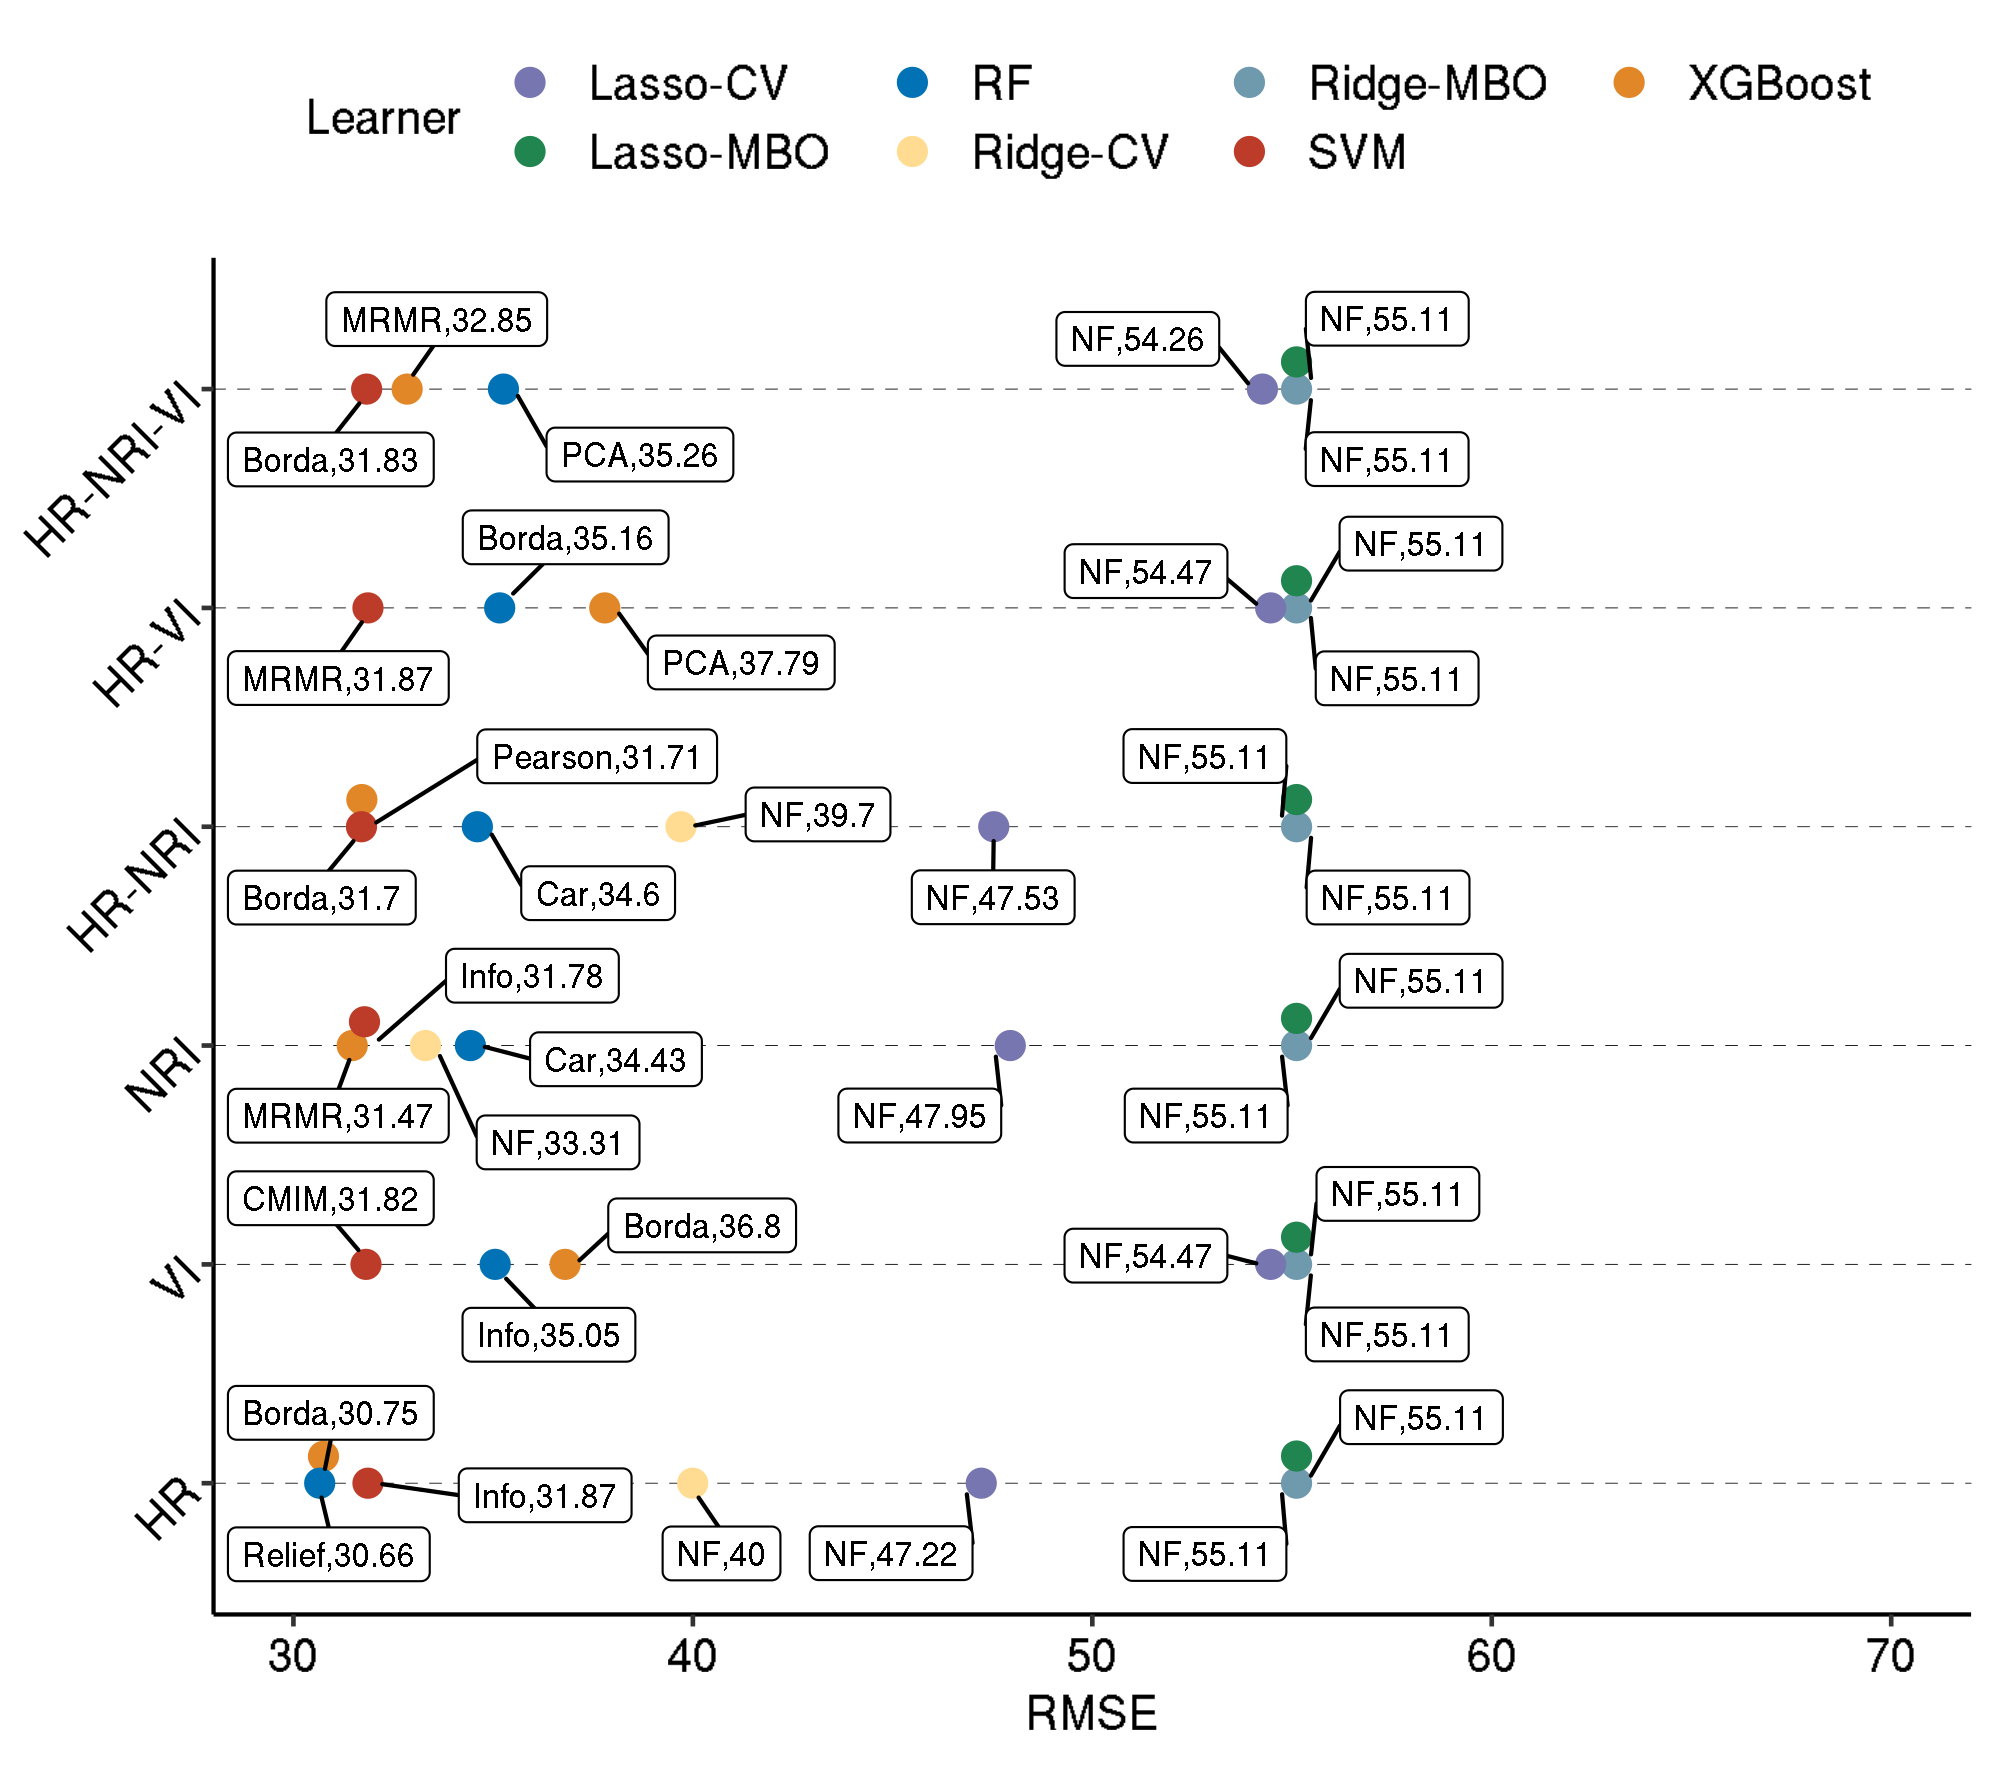 Learner
Lasso-CV
RF
Ridge-MBO
XGBoost
Lasso-MBO
Ridge-CV
SVM
HR-NRI-VI
MRMR,32.85
NF,54.26
NF,55.11
Borda,31.83
PCA,35.26
NF,55.11
HR-VI
Borda,35.16
NF,54.47
NF,55.11
MRMR,31.87
PCA,37.79
NF,55.11
HR-NRI
Pearson,31.71
NF,39.7
NF,55.11
Borda,31.7
Car,34.6
NF,47.53
NF,55.11
NRI
Info,31.78
NF,55.11
Car,34.43
MRMR,31.47
NF,33.31
NF,47.95
NF,55.11
VI
CMIM,31.82
Borda,36.8
NF,54.47
NF,55.11
Info,35.05
NF,55.11
HR
Borda,30.75
Info,31.87
NF,55.11
Relief,30.66
NF,40
NF,47.22
NF,55.11
30
40
50
60
70
RMSE